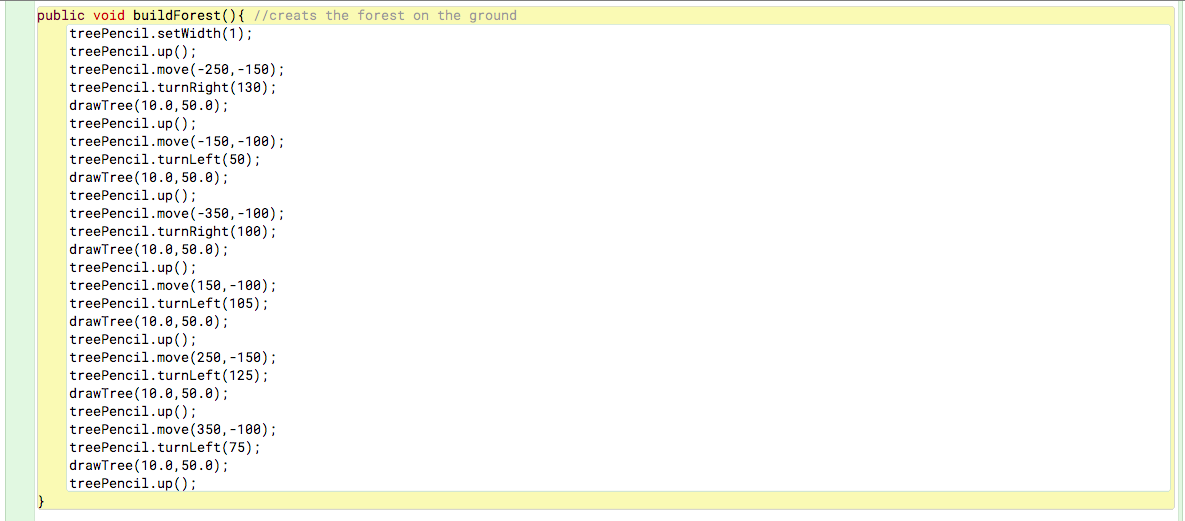 public void buildForest(){ //creats the forest on the ground
treePencil.setWidth(1);
treePencil.up();
treePencil.move(-250,-150);
treePencil.turnRight(130);
drawTree(10.0,50.0);
treePencil.up();
treePencil.move(-150,-100);
treePencil.turnLeft(50);
drawTree(10.0,50.0);
treePencil.up();
treePencil.move(-350,-100);
treePencil.turnRight(100);
drawTree(10.0,50.0);
treePencil.up();
treePencil.move(150,-100);
treePencil.turnLeft(105);
drawTree(10.0,50.0);
treePencil.up();
treePencil.move(250,-150);
treePencil.turnLeft(125);
drawTree(10.0,50.0);
treePencil.up();
treePencil.move(350,-100);
treePencil.turnLeft(75);
drawTree(10.0,50.0);
treePencil.up();
}